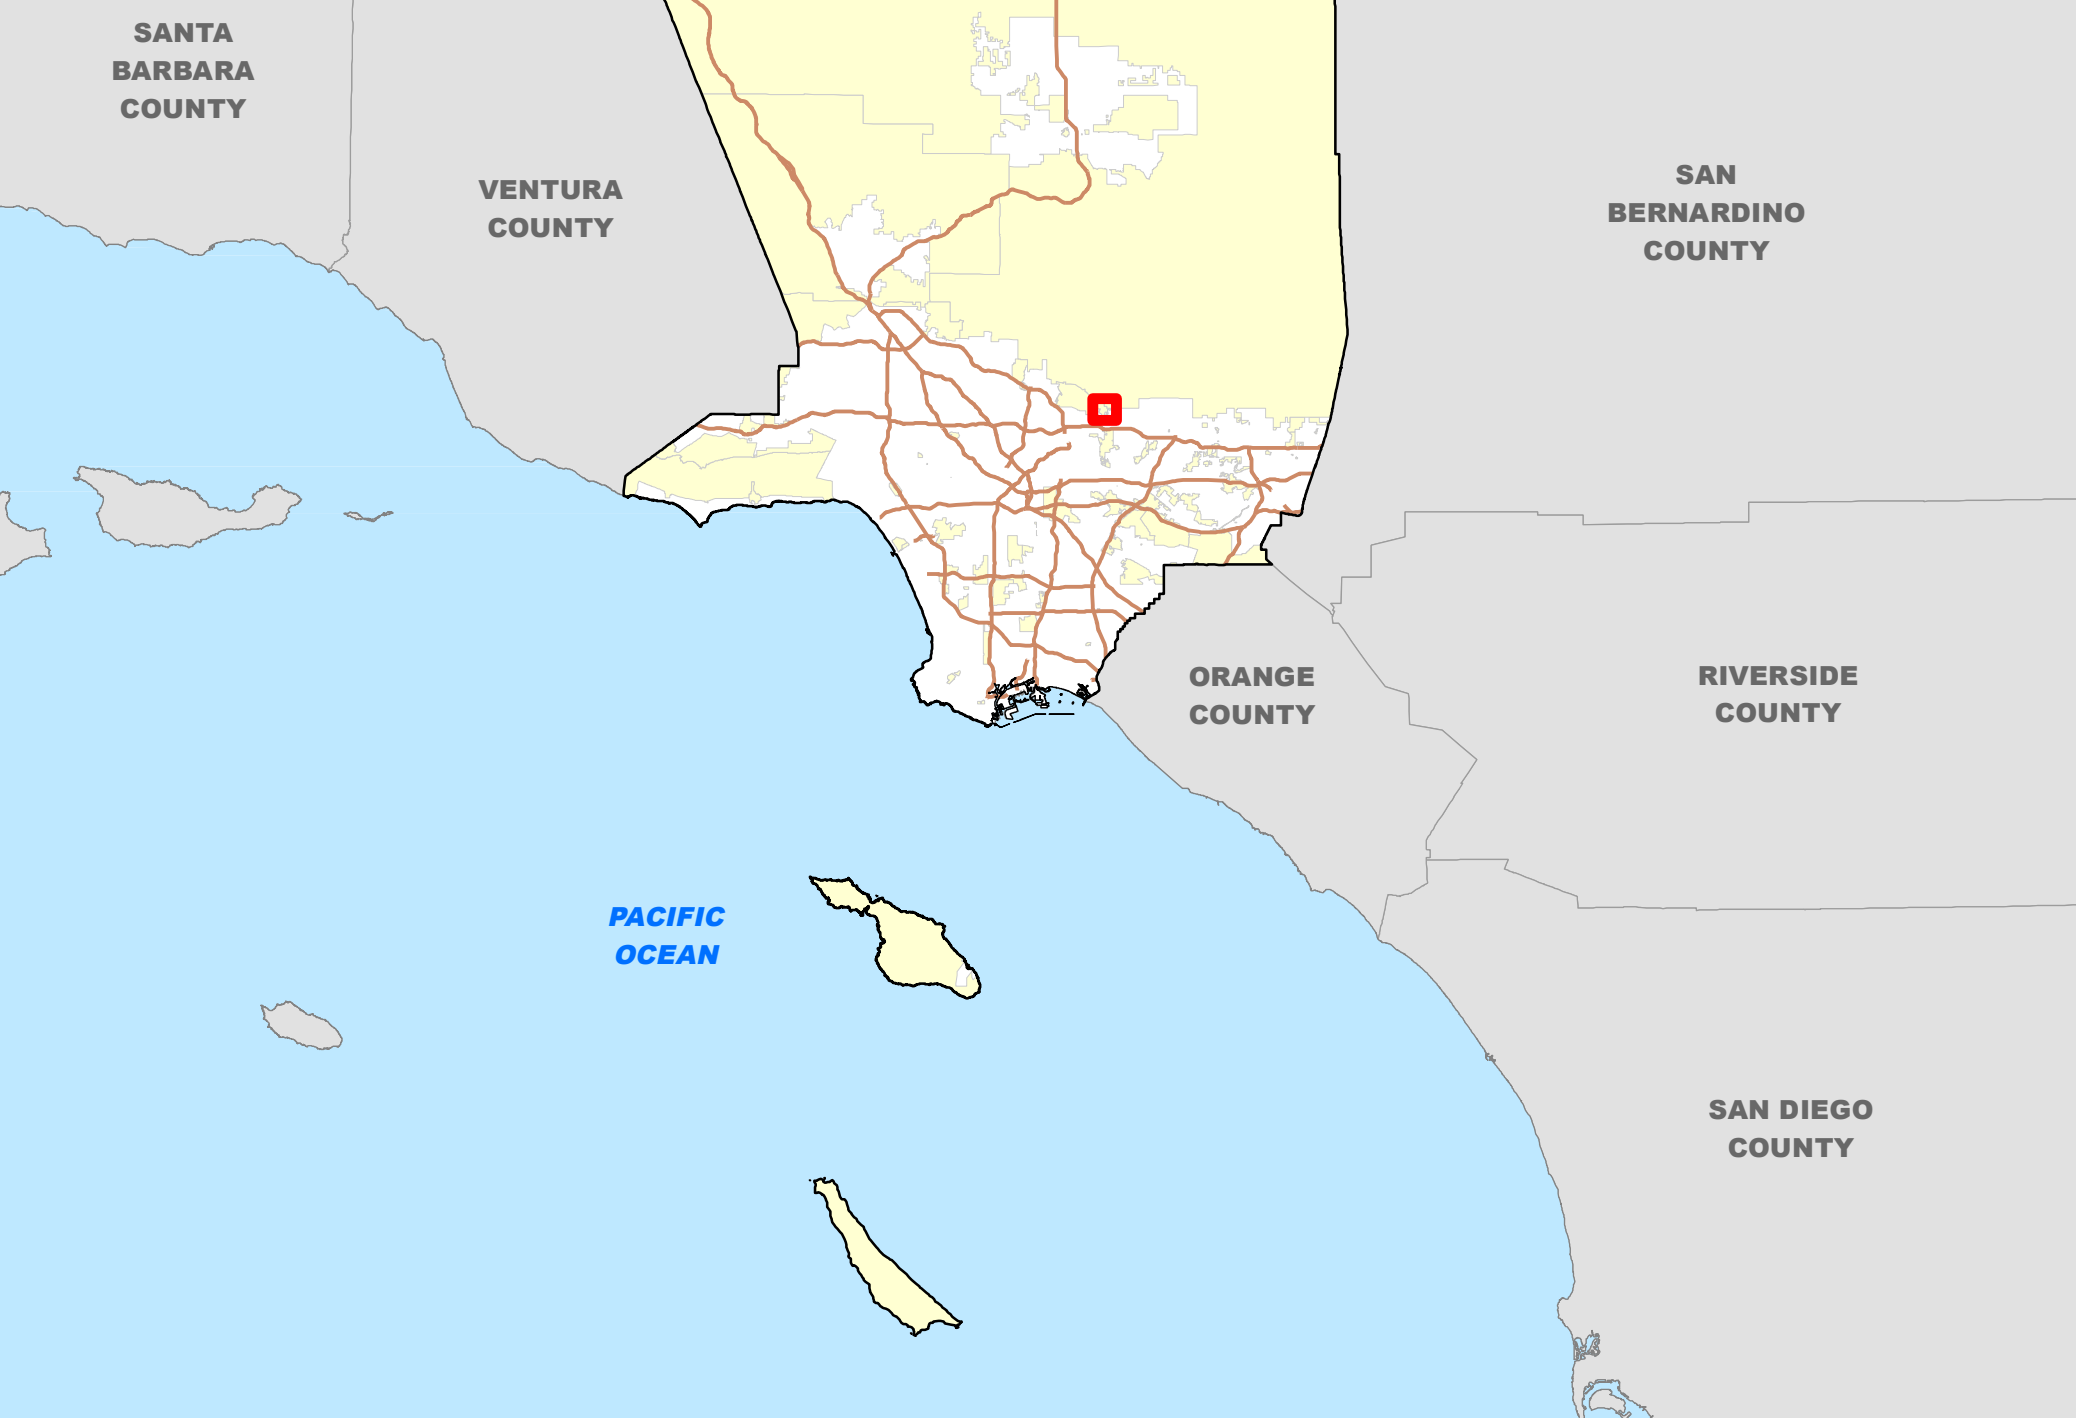 SANTA
BARBARA
COUNTY
VENTURA
COUNTY
SAN
BERNARDINO
COUNTY
ORANGE
COUNTY
RIVERSIDE
COUNTY
PACIFIC
OCEAN
SAN DIEGO
COUNTY